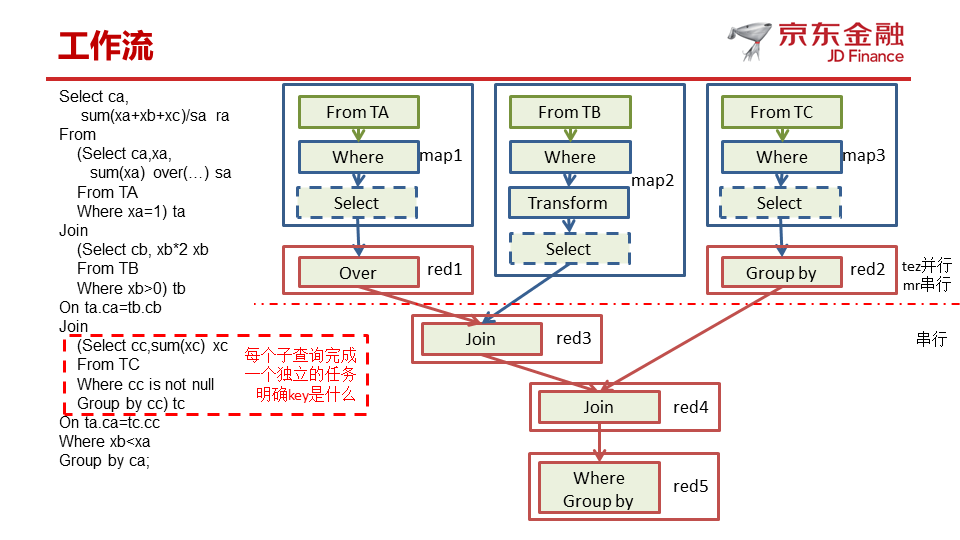 工作流
京东金融
JD Finance
Select ca,
sum(xa+xb+xc)/sa ra
From
(Select ca,xa,
sum(xa) over(…) sa
From TA
Where xa=1) ta
Join
(Select cb, xb*2 xb
From TB
Where xb>0) tb
On ta.ca=tb.cb
Join
(Select cc,sum(xc) xc
From TC
Where cc is not null
Group by cc) tc
On ta.ca=tc.cc
Where xb<xa
Group by ca;
每个子查询完成
一个独立的任务
明确key是什么
From TA
Where
Select
map1
Over
red1
From TB
Where
Transform
Select
map2
From TC
Where
Select
map3
Group by
red2
tez并行
mr串行
串行
Join
red3
Join
red4
Where
Group by
red5